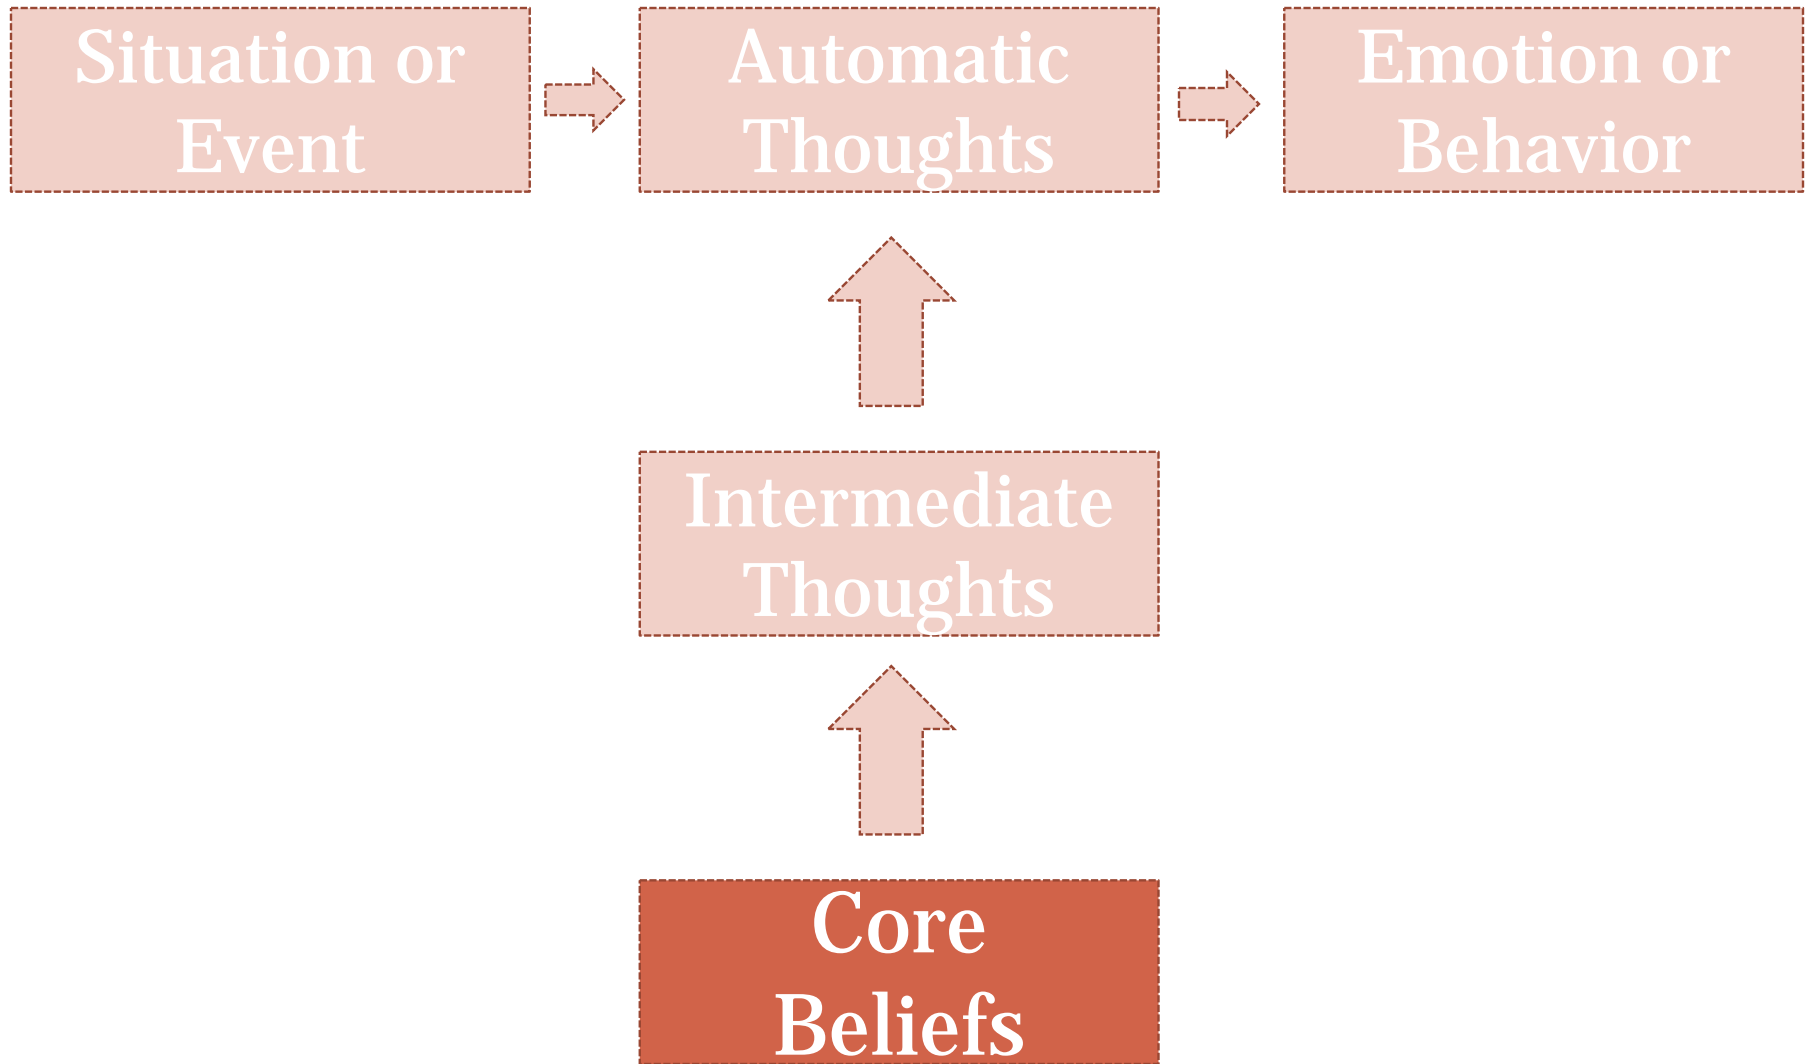 Situation or
Event
Automatic
Thoughts
Emotion or
Behavior
Intermediate
Thoughts
Core
Beliefs